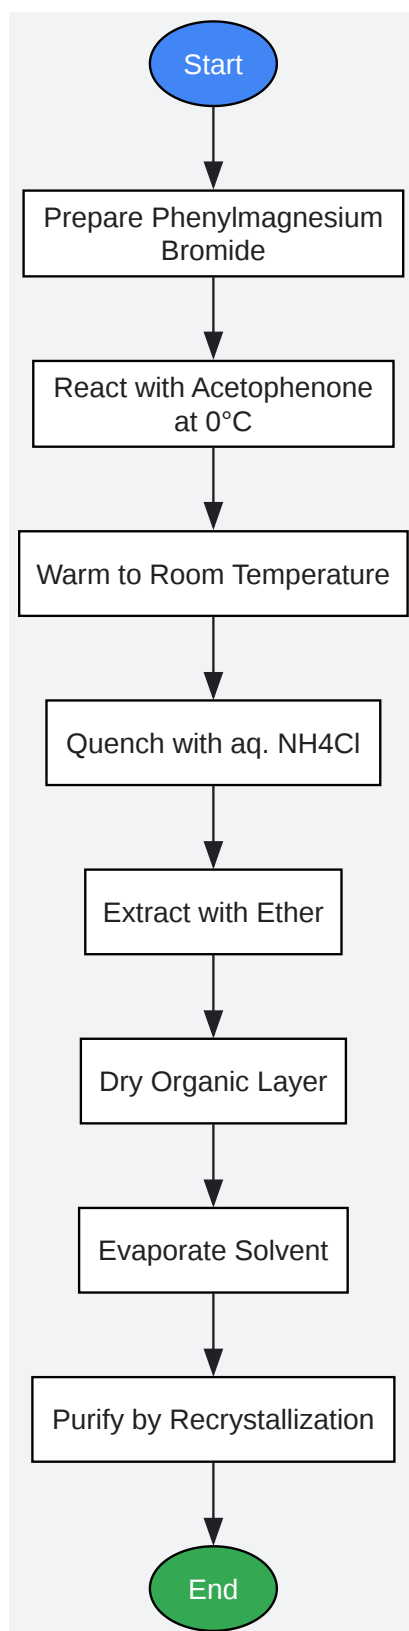 Start
Prepare Phenylmagnesium
Bromide
React with Acetophenone
at 0°C
Warm to Room Temperature
Quench with aq. NH4Cl
Extract with Ether
Dry Organic Layer
Evaporate Solvent
Purify by Recrystallization
End